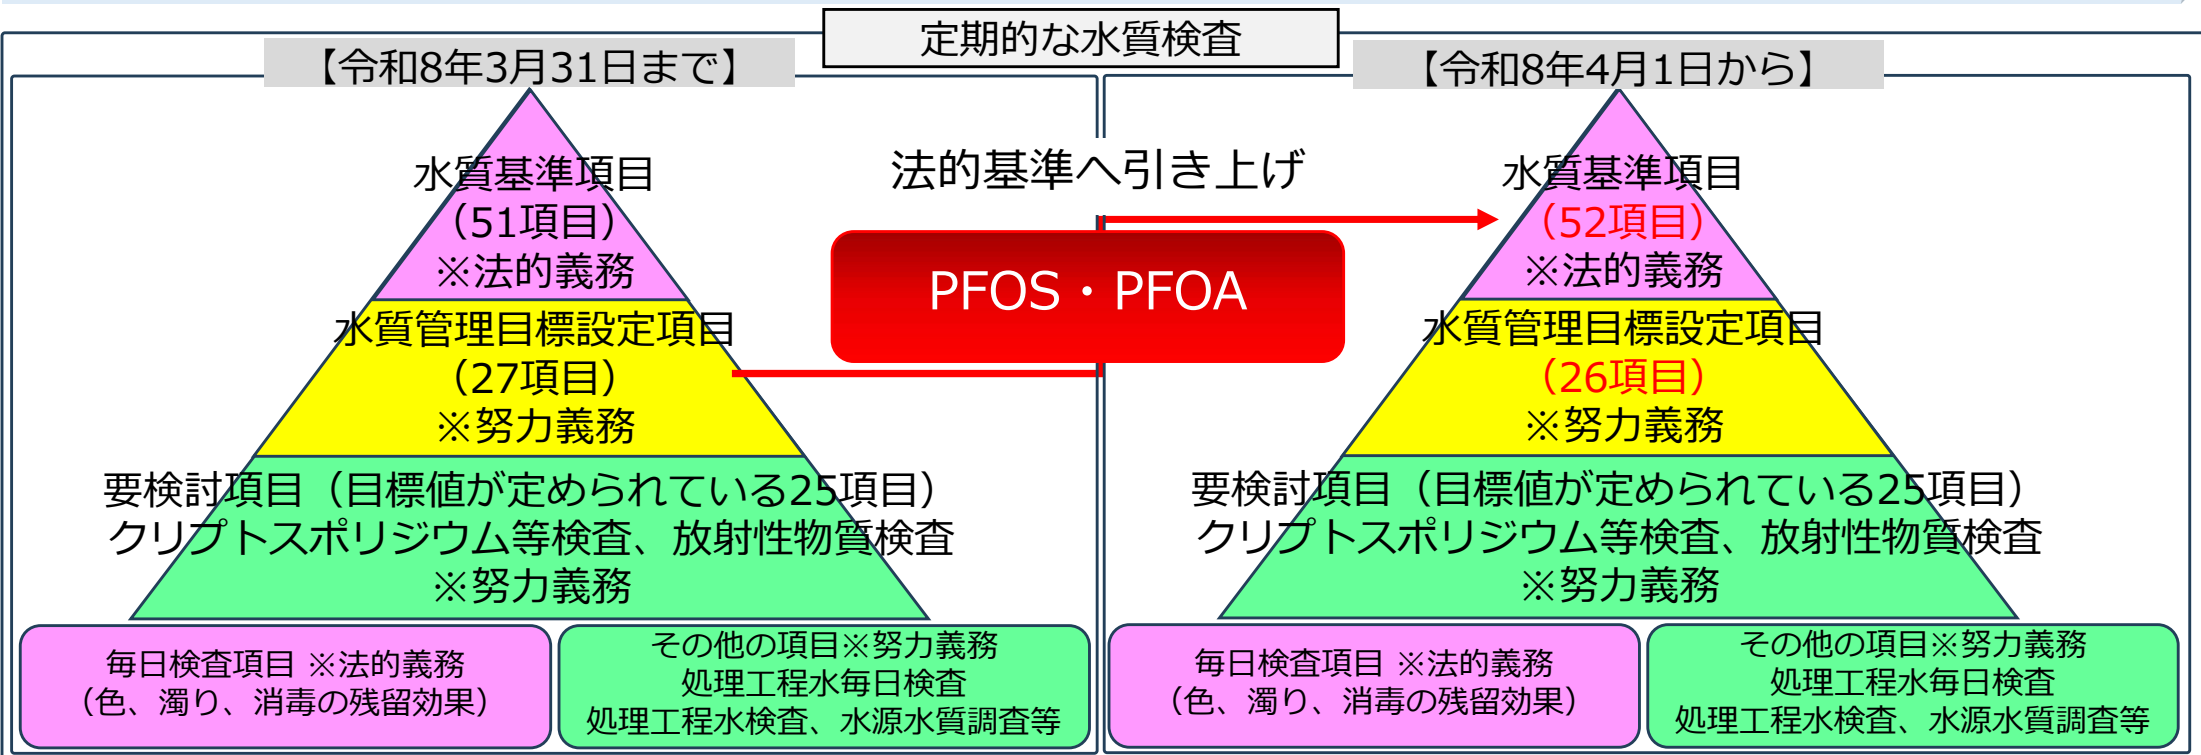 定期的な水質検査
【令和8年3月31日まで】
水質基準項目
（51項目）
※法的義務
水質管理目標設定項目
（27項目）
※努力義務
要検討項目（目標値が定められている25項目）
クリプトスポリジウム等検査、放射性物質検査
※努力義務
毎日検査項目 ※法的義務
（色、濁り、消毒の残留効果）
その他の項目※努力義務
処理工程水毎日検査
処理工程水検査、水源水質調査等
法的基準へ引き上げ
PFOS・PFOA
【令和8年4月1日から】
水質基準項目
（52項目）
※法的義務
水質管理目標設定項目
（26項目）
※努力義務
要検討項目（目標値が定められている25項目）
クリプトスポリジウム等検査、放射性物質検査
※努力義務
毎日検査項目 ※法的義務
（色、濁り、消毒の残留効果）
その他の項目※努力義務
処理工程水毎日検査
処理工程水検査、水源水質調査等